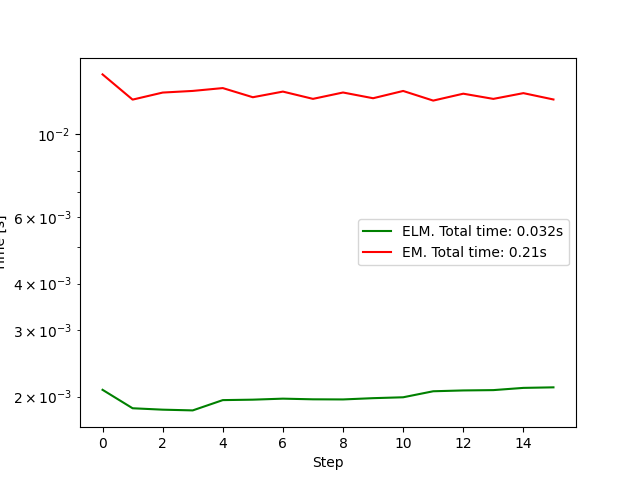 10⁻²
6 × 10⁻³
4 × 10⁻³
3 × 10⁻³
2 × 10⁻³
ELM. Total time: 0.032s
EM. Total time: 0.21s
0 2 4 6 8 10 12 14
Step
[s]